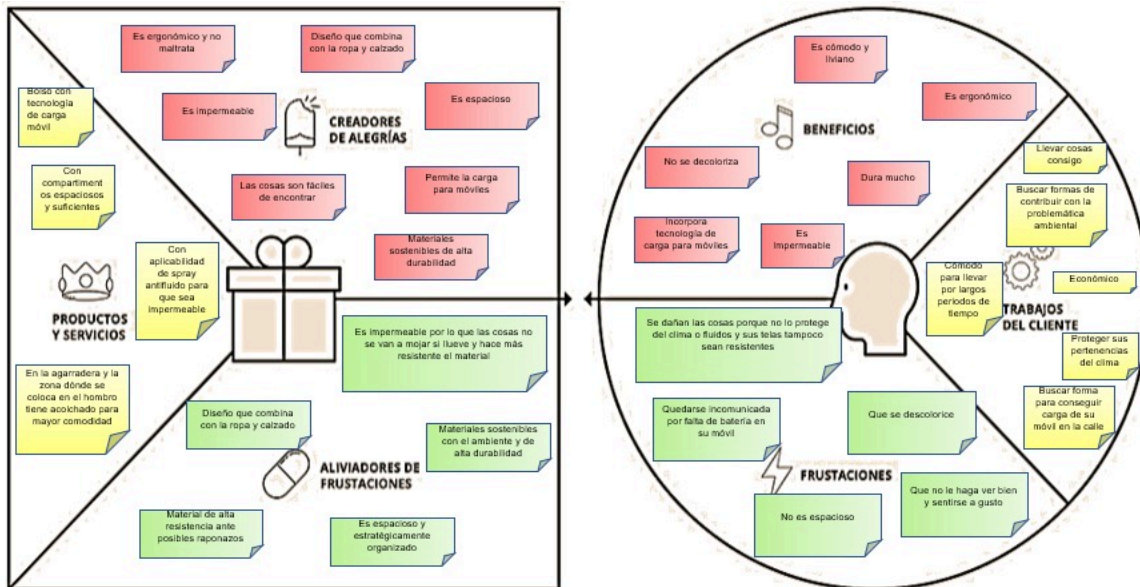 Es ergonómico y no
maltrata
Diseño que combina
con la ropa y calzado
Bolso con
tecnología
de carga
móvil
Es impermeable
CREADORES
DE ALEGRÍAS
Es espacioso
Con
compartiment
os espaciosos
y suficientes
Las cosas son fáciles
de encontrar
Permite la carga
para móviles
Con
aplicabilidad
de spray
antifluido para
que sea
impermeable
Materiales
sostenibles de alta
durabilidad
PRODUCTOS
Y SERVICIOS
Es impermeable por lo que las cosas no
se van a mojar si llueve y hace más
resistente el material
En la agarradera y la
zona dónde se
coloca en el hombro
tiene acolchado para
mayor comodidad
Diseño que combina
con la ropa y calzado
Materiales sostenibles
con el ambiente y de
alta durabilidad
ALIVIADORES DE
FRUSTACIONES
Material de alta
resistencia ante
posibles raponazos
Es espacioso y
estratégicamente
organizado
Es cómodo y
liviano
Es ergonómico
BENEFICIOS
No se decoloriza
Dura mucho
Llevar cosas
consigo
Buscar formas de
contribuir con la
problemática
ambiental
Incorpora
tecnología de
carga para móviles
Es
Impermeable
Cómodo
para llevar
por largos
periodos de
tiempo
Económico
TRABAJOS
DEL CLIENTE
Se dañan las cosas porque no lo protege
del clima o fluidos y sus telas tampoco
sean resistentes
Proteger sus
pertenencias
del clima
Quedarse incomunicada
por falta de batería en
su móvil
Que se descolorice
Buscar forma
para conseguir
carga de su
móvil en la calle
FRUSTACIONES
No es espacioso
Que no le haga ver bien
y sentirse a gusto